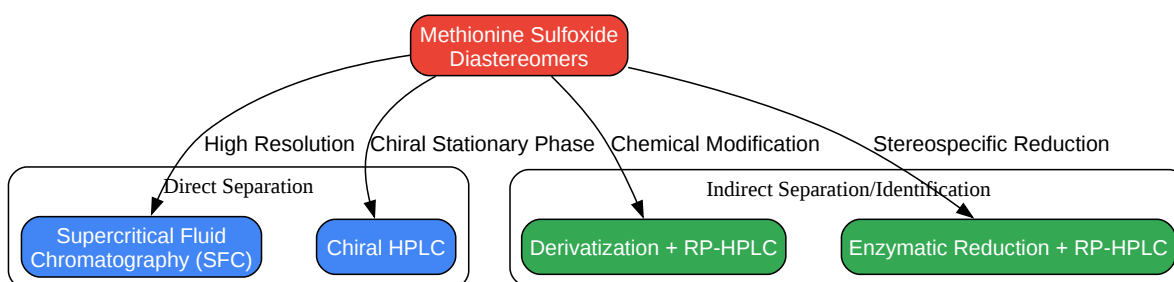 Methionine Sulfoxide
Diastereomers
High Resolution
Chiral Stationary Phase
Chemical Modification
Stereospecific Reduction
Direct Separation
Indirect Separation/Identification
Supercritical Fluid
Chromatography (SFC)
Chiral HPLC
Derivatization + RP-HPLC
Enzymatic Reduction + RP-HPLC